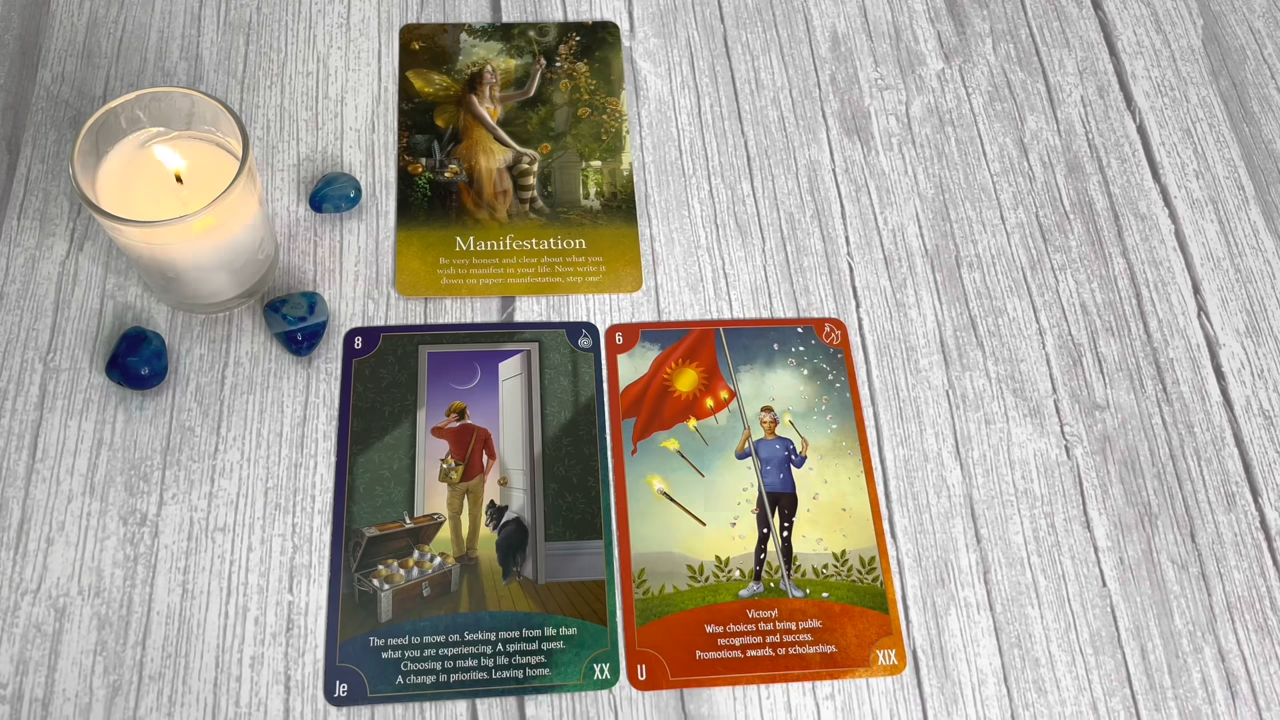 Manifestation
Be very honest and clear about what you
wish to manifest in your life. Now write it
down on paper: manifestation, step one!
8
The need to move on. Seeking more from life than
what you are experiencing. A spiritual quest.
Choosing to make big life changes.
A change in priorities. Leaving home.
Je
XX
6
Victory!
Wise choices that bring public
recognition and success.
Promotions, awards, or scholarships.
U
XIX